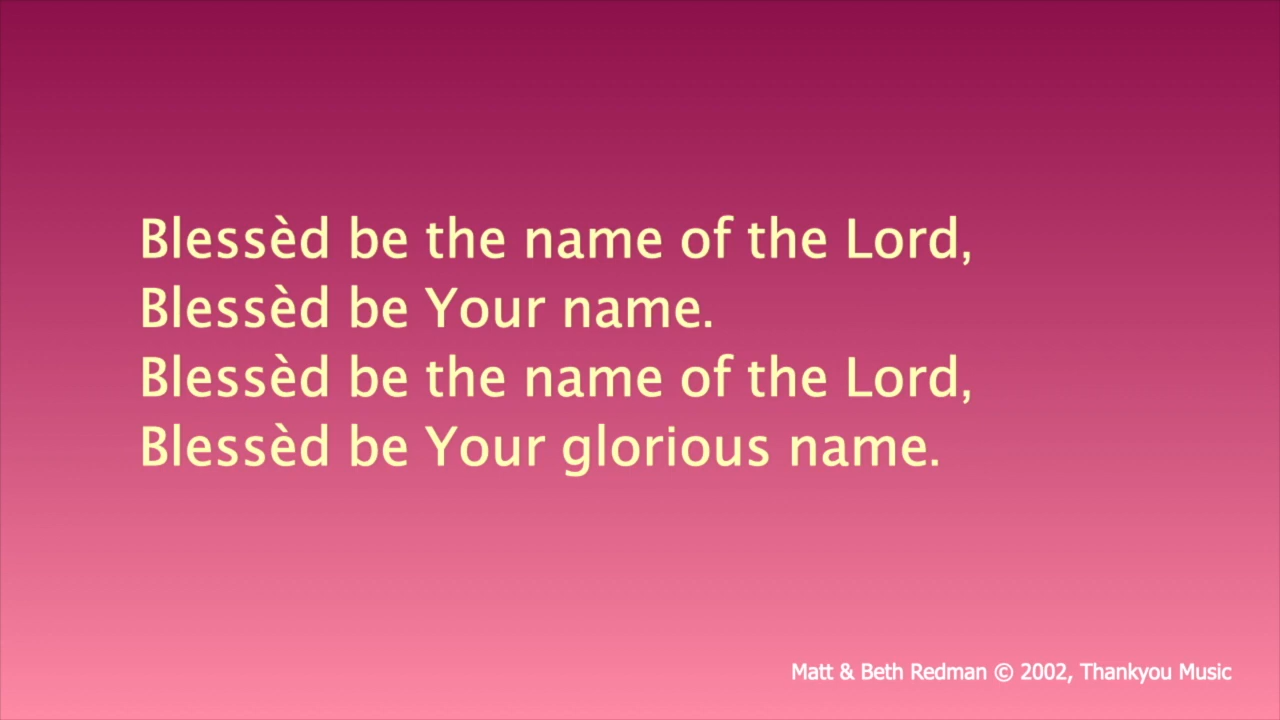 Blessèd be the name of the Lord,
Blessèd be Your name.
Blessèd be the name of the Lord,
Blessèd be Your glorious name.
Matt & Beth Redman © 2002, Thankyou Music